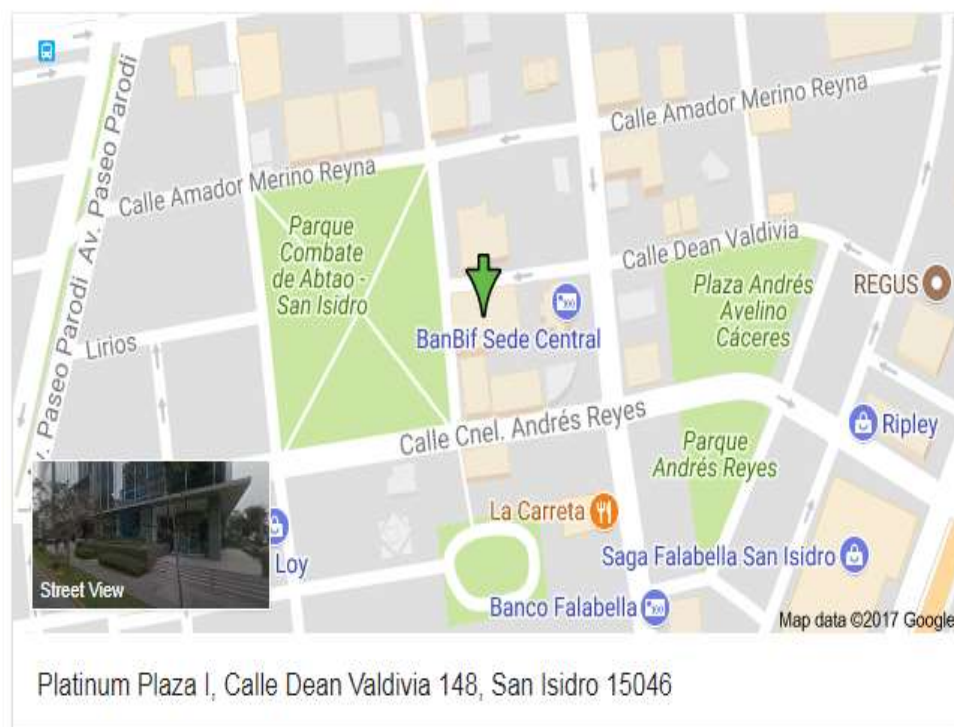 Av. Paseo Parodi
Av. Paseo Parodi
Calle Amador Merino Reyna
Calle Amador Merino Reyna
Parque
Combate
de Abtao -
San Isidro
Calle Dean Valdivia
Plaza Andrés
Avelino
Cáceres
REGUS
BanBif Sede Central
Lirios
Calle Cnel. Andrés Reyes
Ripley
Parque
Andrés Reyes
La Carreta
Loy
Saga Falabella San Isidro
Street View
Banco Falabella
Map data ©2017 Google
Platinum Plaza I, Calle Dean Valdivia 148, San Isidro 15046